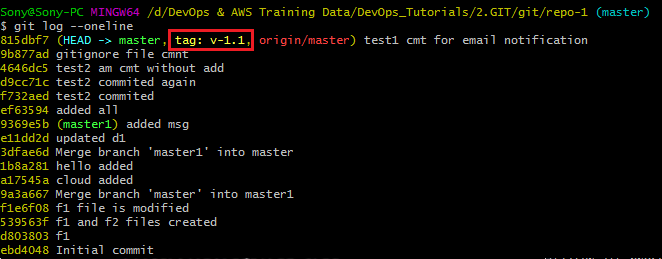 Sony@Sony-PC MINGW64 /d/DevOps & AWS Training Data/DevOps_Tutorials/2.GIT/git/repo-1 (master)
$ git log --oneline
815dbf7 (HEAD -> master, tag: v-1.1, origin/master) test1 cmt for email notification
9b877ad gitignore file cmnt
4646dc5 test2 am cmt without add
d9cc71c test2 commited again
f732aed test2 commited
ef63594 added all
9369e5b (master1) added msg
e11dd2d updated d1
3dfae6d Merge branch 'master1' into master
1b8a281 hello added
a17545a cloud added
9a3a667 Merge branch 'master' into master1
f1e6f08 f1 file is modified
539563f f1 and f2 files created
d803803 f1
ebd4048 Initial commit